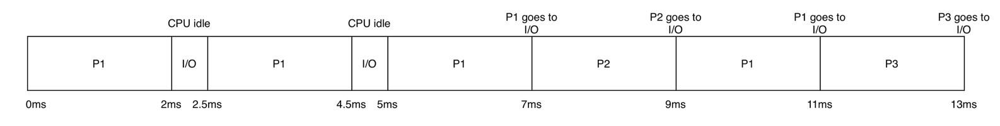 P1 goes to
I/O
P2 goes to
I/O
P1 goes to
I/O
P3 goes to
I/O
CPU idle
CPU idle
P1
I/O
P1
I/O
P1
P2
P1
P3
0ms
2ms
2.5ms
4.5ms
5ms
7ms
9ms
11ms
13ms